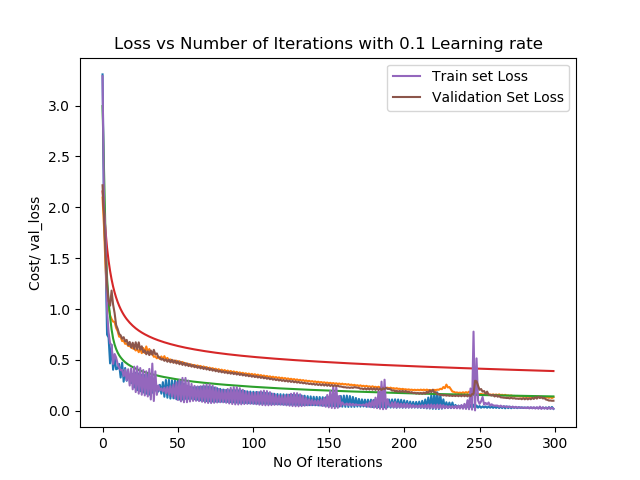 Loss vs Number of Iterations with 0.1 Learning rate
Train set Loss
Validation Set Loss
Cost/ val_loss
3.0
2.5
2.0
1.5
1.0
0.5
0.0
0 50 100 150 200 250 300
No Of Iterations